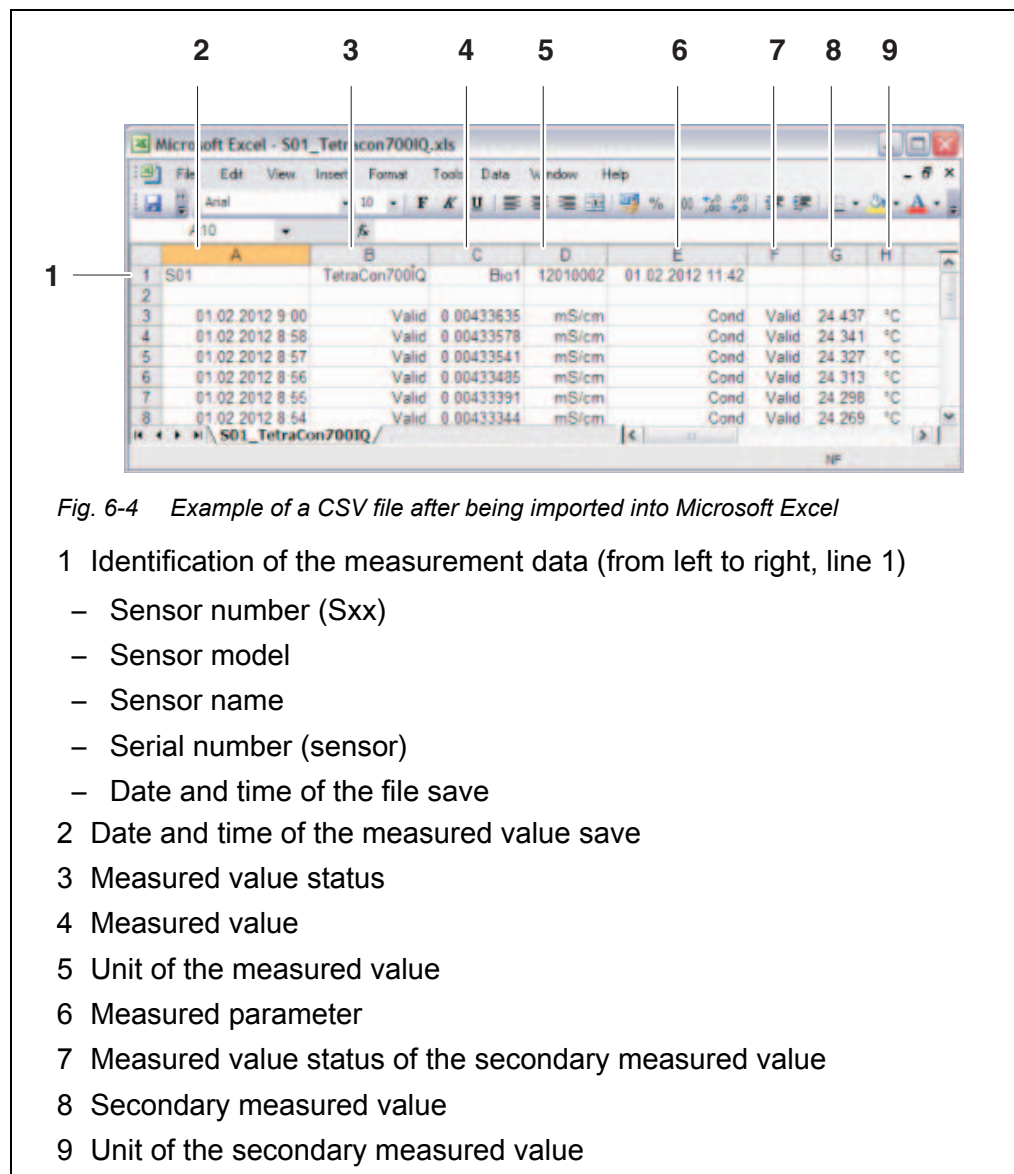 2 3 4 5 6 7 8 9
Microsoft Excel - S01_Tetracon700IQ.xls
File Edit View Insert Format Tools Data Window Help
Arial 10 F K U
A10 fx
A B C D E F G H
1
1 S01 TetraCon700IQ Bio1 12010002 01.02.2012 11:42
2
3 01.02.2012 9:00 Valid 0.00433635 mS/cm Cond Valid 24.437 °C
4 01.02.2012 8:58 Valid 0.00433578 mS/cm Cond Valid 24.341 °C
5 01.02.2012 8:57 Valid 0.00433541 mS/cm Cond Valid 24.327 °C
6 01.02.2012 8:56 Valid 0.00433485 mS/cm Cond Valid 24.313 °C
7 01.02.2012 8:55 Valid 0.00433391 mS/cm Cond Valid 24.298 °C
8 01.02.2012 8:54 Valid 0.00433344 mS/cm Cond Valid 24.269 °C
S01_TetraCon700IQ
NF
Fig. 6-4 Example of a CSV file after being imported into Microsoft Excel
1 Identification of the measurement data (from left to right, line 1)
– Sensor number (Sxx)
– Sensor model
– Sensor name
– Serial number (sensor)
– Date and time of the file save
2 Date and time of the measured value save
3 Measured value status
4 Measured value
5 Unit of the measured value
6 Measured parameter
7 Measured value status of the secondary measured value
8 Secondary measured value
9 Unit of the secondary measured value